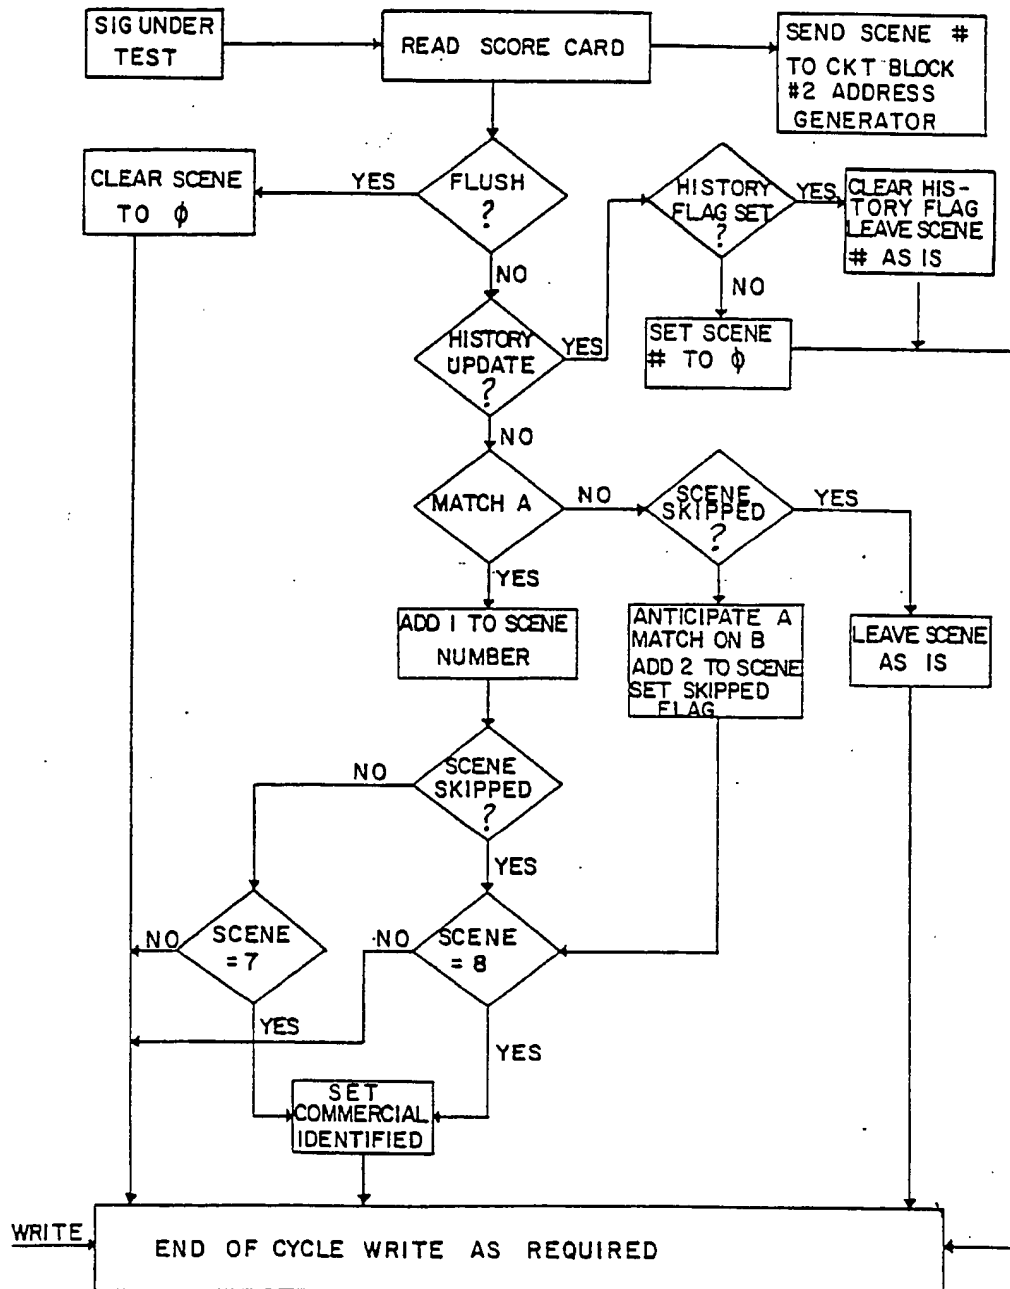 SIG UNDER
TEST
READ SCORE CARD
SEND SCENE #
TO CKT BLOCK
#2 ADDRESS
GENERATOR
CLEAR SCENE
TO ϕ
YES
FLUSH
?
HISTORY
FLAG SET
?
YES
CLEAR HIS-
TORY FLAG
LEAVE SCENE
# AS IS
NO
NO
HISTORY
UPDATE
?
YES
SET SCENE
# TO ϕ
NO
MATCH A
NO
SCENE
SKIPPED
?
YES
YES
ADD 1 TO SCENE
NUMBER
ANTICIPATE A
MATCH ON B
ADD 2 TO SCENE
SET SKIPPED
FLAG
LEAVE SCENE
AS IS
NO
SCENE
SKIPPED
?
YES
NO
SCENE
= 7
NO
SCENE
= 8
YES
YES
SET
COMMERCIAL
IDENTIFIED
WRITE
END OF CYCLE WRITE AS REQUIRED